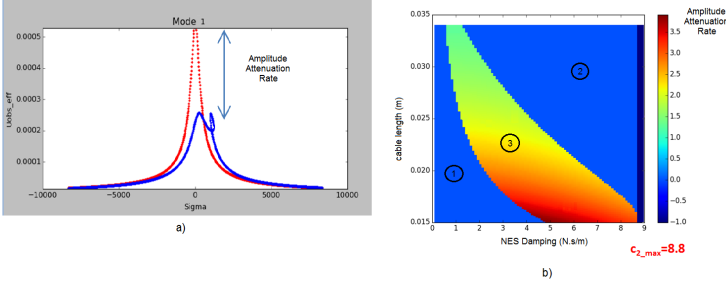 Mode 1
0.0005
0.0004
0.0003
0.0002
0.0001
Uobs_eff
Amplitude
Attenuation
Rate
−10000 −5000 0 5000 10000
Sigma
a)
0.035
0.030
0.025
0.020
0.015
cable length (m)
1
2
3
0 1 2 3 4 5 6 7 8 9
NES Damping (N.s/m)
Amplitude
Attenuation
Rate
3.5
3.0
2.5
2.0
1.5
1.0
0.5
0.0
−0.5
−1.0
c2_max=8.8
b)